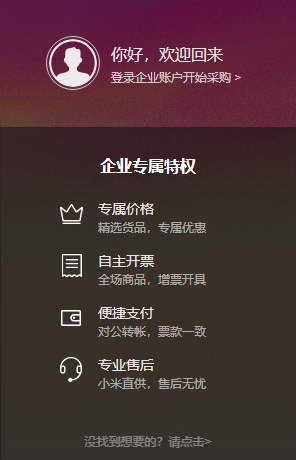 你好，欢迎回来
登录企业账户开始采购 >
企业专属特权
专属价格
精选货品，专属优惠
自主开票
全场商品，增票开具
便捷支付
对公转帐，票款一致
专业售后
小米直供，售后无忧
没找到想要的？请点击>